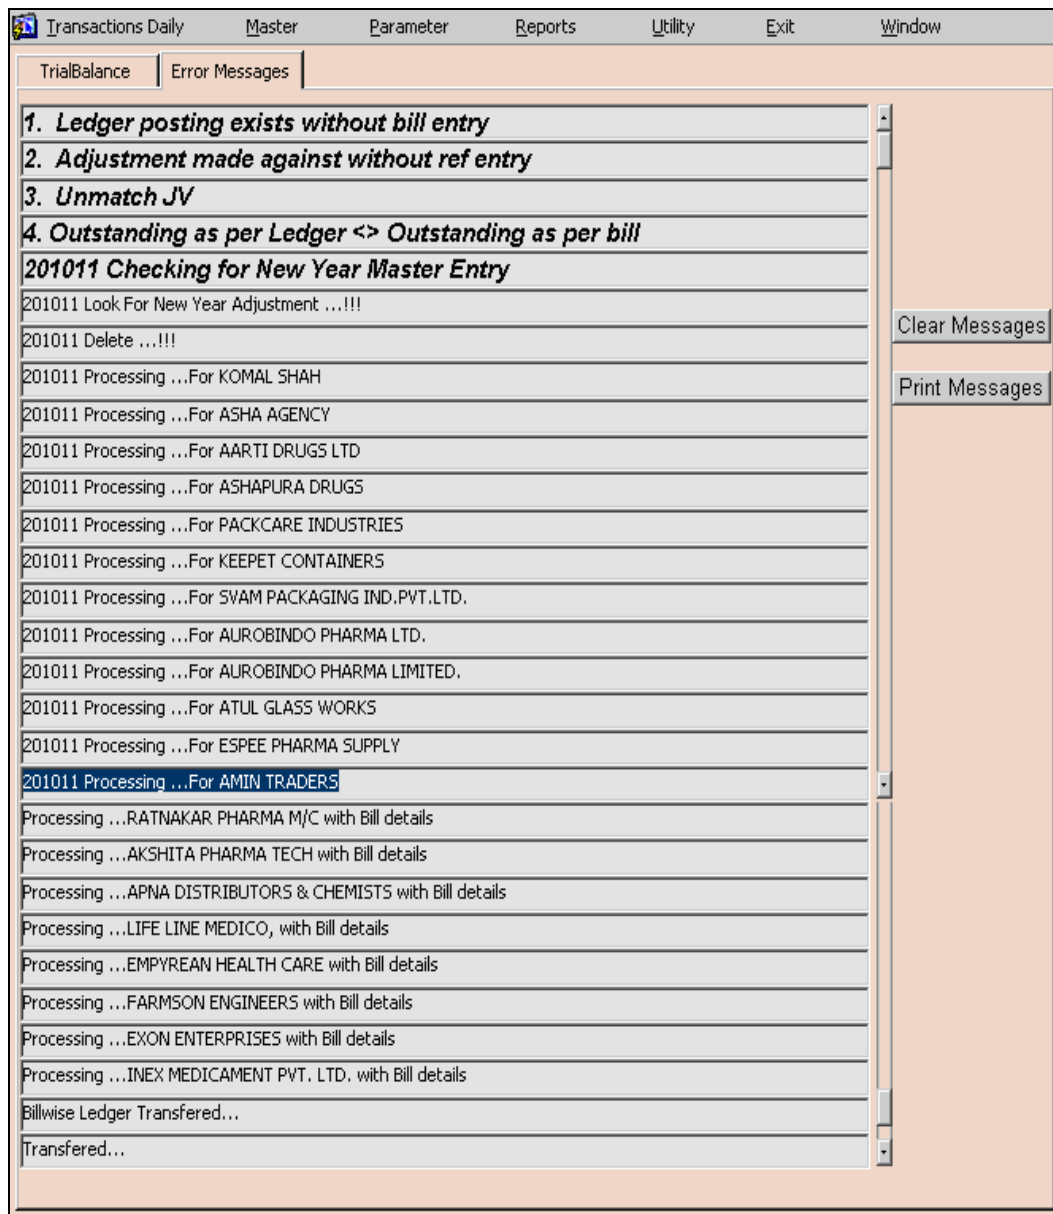 Transactions Daily Master Parameter Reports Utility Exit Window
TrialBalance Error Messages
1. Ledger posting exists without bill entry
2. Adjustment made against without ref entry
3. Unmatch JV
4. Outstanding as per Ledger <> Outstanding as per bill
201011 Checking for New Year Master Entry
201011 Look For New Year Adjustment ...!!!
201011 Delete ...!!!
Clear Messages
201011 Processing ...For KOMAL SHAH
Print Messages
201011 Processing ...For ASHA AGENCY
201011 Processing ...For AARTI DRUGS LTD
201011 Processing ...For ASHAPURA DRUGS
201011 Processing ...For PACKCARE INDUSTRIES
201011 Processing ...For KEEPET CONTAINERS
201011 Processing ...For SVAM PACKAGING IND.PVT.LTD.
201011 Processing ...For AUROBINDO PHARMA LTD.
201011 Processing ...For AUROBINDO PHARMA LIMITED.
201011 Processing ...For ATUL GLASS WORKS
201011 Processing ...For ESPEE PHARMA SUPPLY
201011 Processing ...For AMIN TRADERS
Processing ...RATNAKAR PHARMA M/C with Bill details
Processing ...AKSHITA PHARMA TECH with Bill details
Processing ...APNA DISTRIBUTORS & CHEMISTS with Bill details
Processing ...LIFE LINE MEDICO, with Bill details
Processing ...EMPYREAN HEALTH CARE with Bill details
Processing ...FARMSON ENGINEERS with Bill details
Processing ...EXON ENTERPRISES with Bill details
Processing ...INEX MEDICAMENT PVT. LTD. with Bill details
Billwise Ledger Transfered...
Transfered...